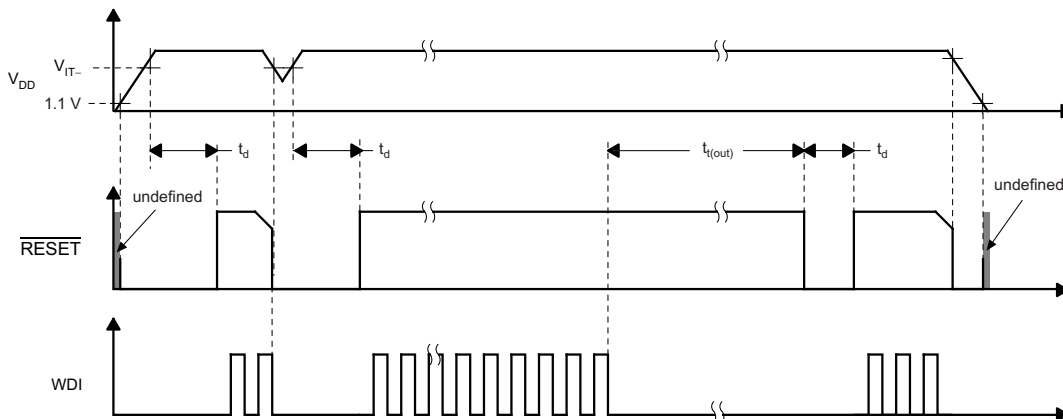 V_IT–
V_DD
1.1 V
t_d
t_d
t_t(out)
t_d
undefined
undefined
RESET
WDI